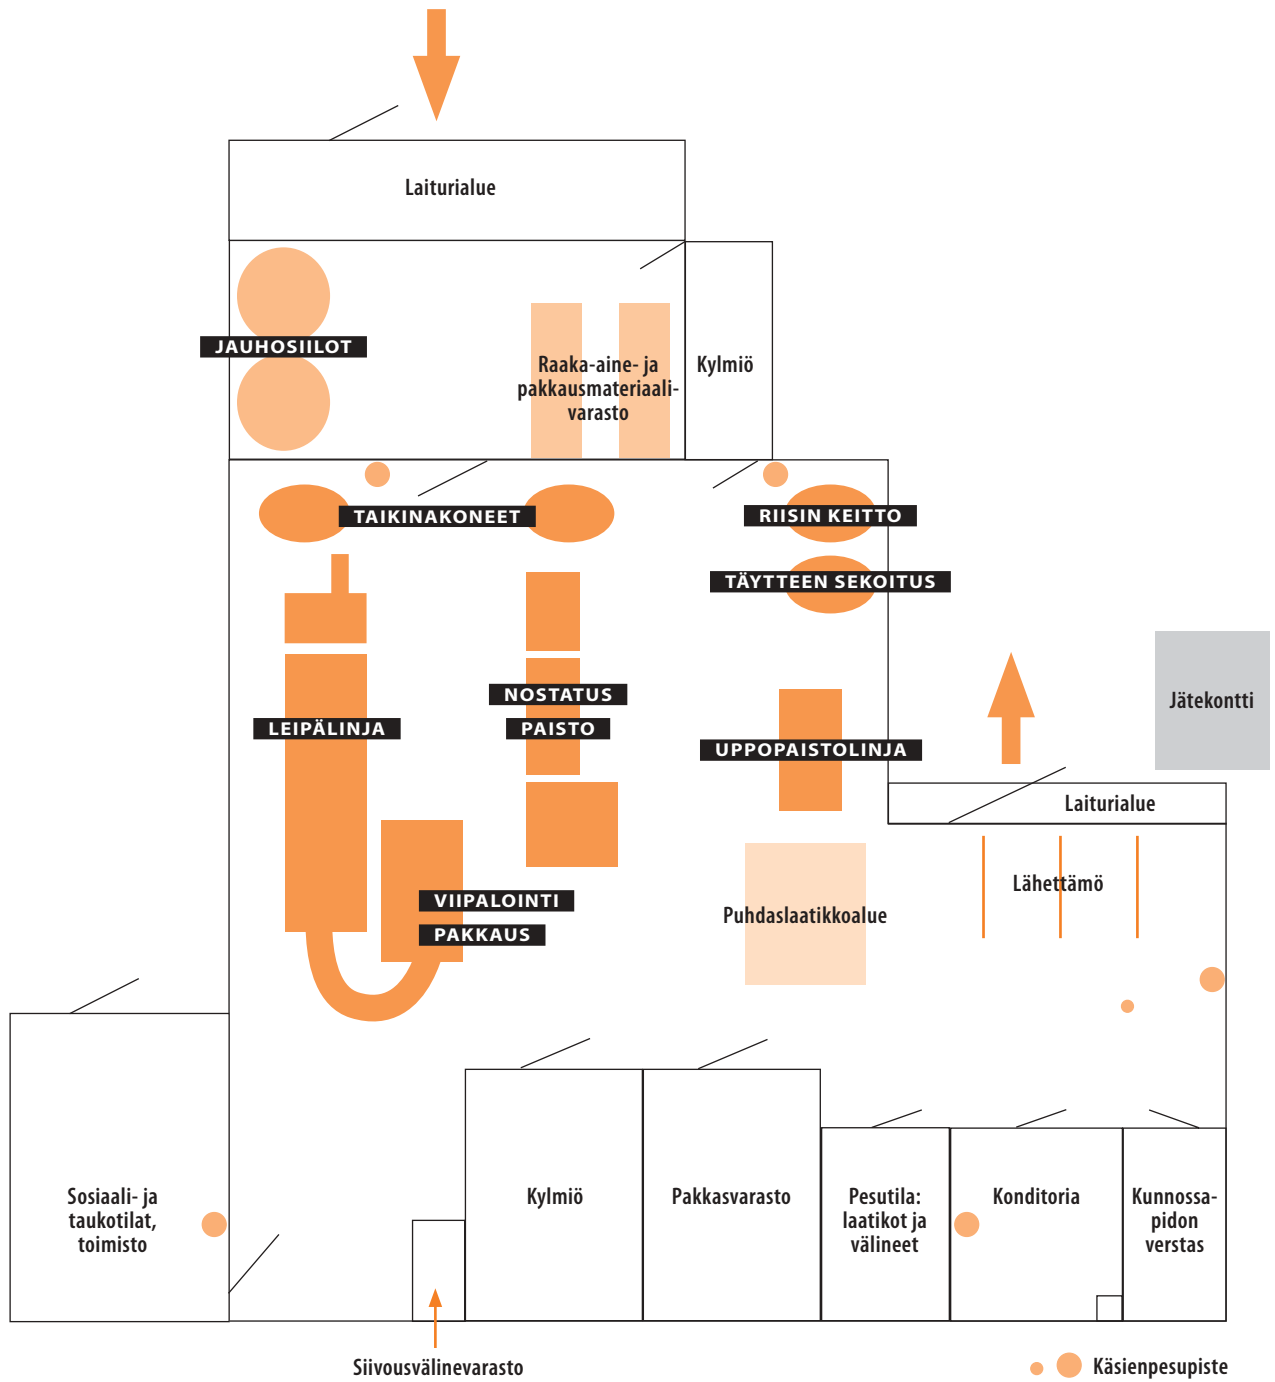 Laiturialue
JAUHOSIILOT
Raaka-aine- ja
pakkausmateriaali-
varasto
Kylmiö
TAIKINAKONEET
RIISIN KEITTO
TÄYTTEEN SEKOITUS
LEIPÄLINJA
NOSTATUS
PAISTO
UPPOPAISTOLINJA
Jätekontti
Laiturialue
Lähettämö
VIIPALOINTI
PAKKAUS
Puhdaslaatikkoalue
Sosiaali- ja
taukotilat,
toimisto
Kylmiö
Pakkasvarasto
Pesutila:
laatikot ja
välineet
Konditoria
Kunnossa-
pidon
verstas
Siivousvälinevarasto
Käsienpesupiste